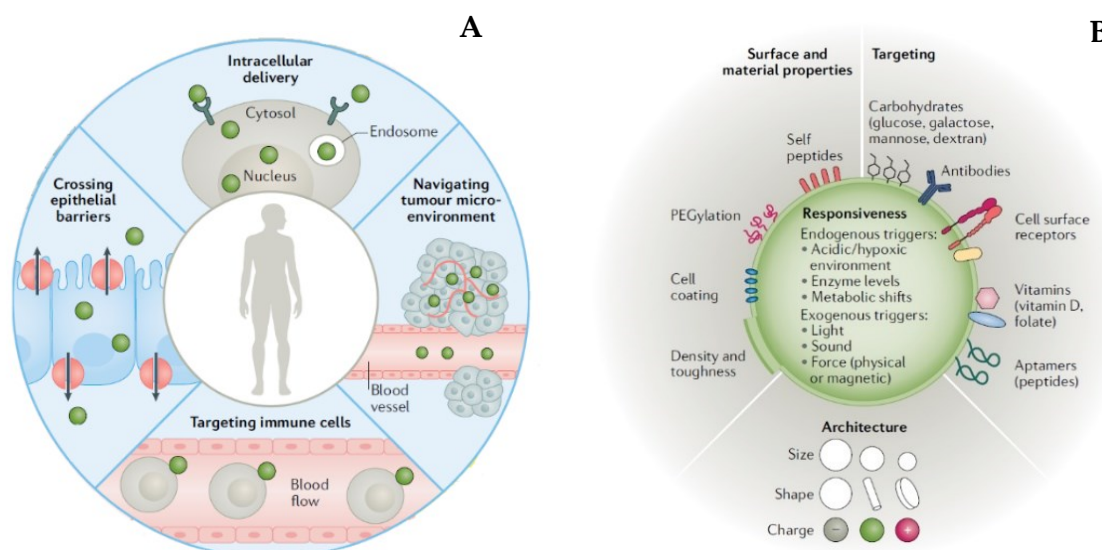 A
Intracellular
delivery
Cytosol
Endosome
Nucleus
Crossing
epithelial
barriers
Navigating
tumour micro-
environment
Blood
vessel
Targeting immune cells
Blood
flow
B
Surface and
material properties
Targeting
Carbohydrates
(glucose, galactose,
mannose, dextran)
Self
peptides
Antibodies
PEGylation
Cell surface
receptors
Cell
coating
Vitamins
(vitamin D,
folate)
Density and
toughness
Aptamers
(peptides)
Responsiveness
Endogenous triggers:
• Acidic/hypoxic
environment
• Enzyme levels
• Metabolic shifts
Exogenous triggers:
• Light
• Sound
• Force (physical
or magnetic)
Architecture
Size
Shape
Charge
−
+